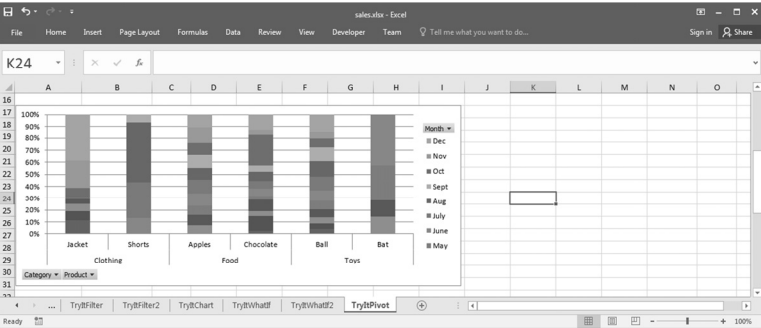 sales.xlsx - Excel
File Home Insert Page Layout Formulas Data Review View Developer Team Tell me what you want to do... Sign in Share
K24 fx
A B C D E F G H I J K L M N O
16
17 100%
18 90% Month
19 80% Dec
20 70% Nov
21 60% Oct
22 50% Sept
23 40% Aug
24 30% July
25 20% June
26 10% May
27 0%
28 Jacket Shorts Apples Chocolate Ball Bat
29 Clothing Food Toys
30 Category Product
31
... TryItFilter TryItFilter2 TryItChart TryItWhatIf TryItWhatIf2 TryItPivot
Ready 100%